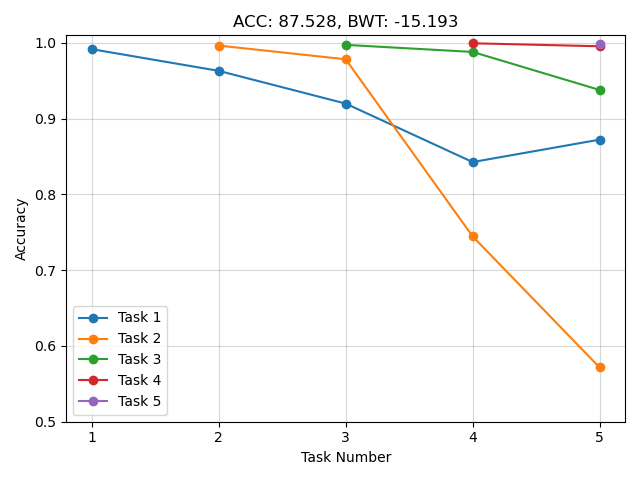 ACC: 87.528, BWT: -15.193
1.0
0.9
0.8
0.7
0.6
0.5
Accuracy
Task 1
Task 2
Task 3
Task 4
Task 5
1 2 3 4 5
Task Number